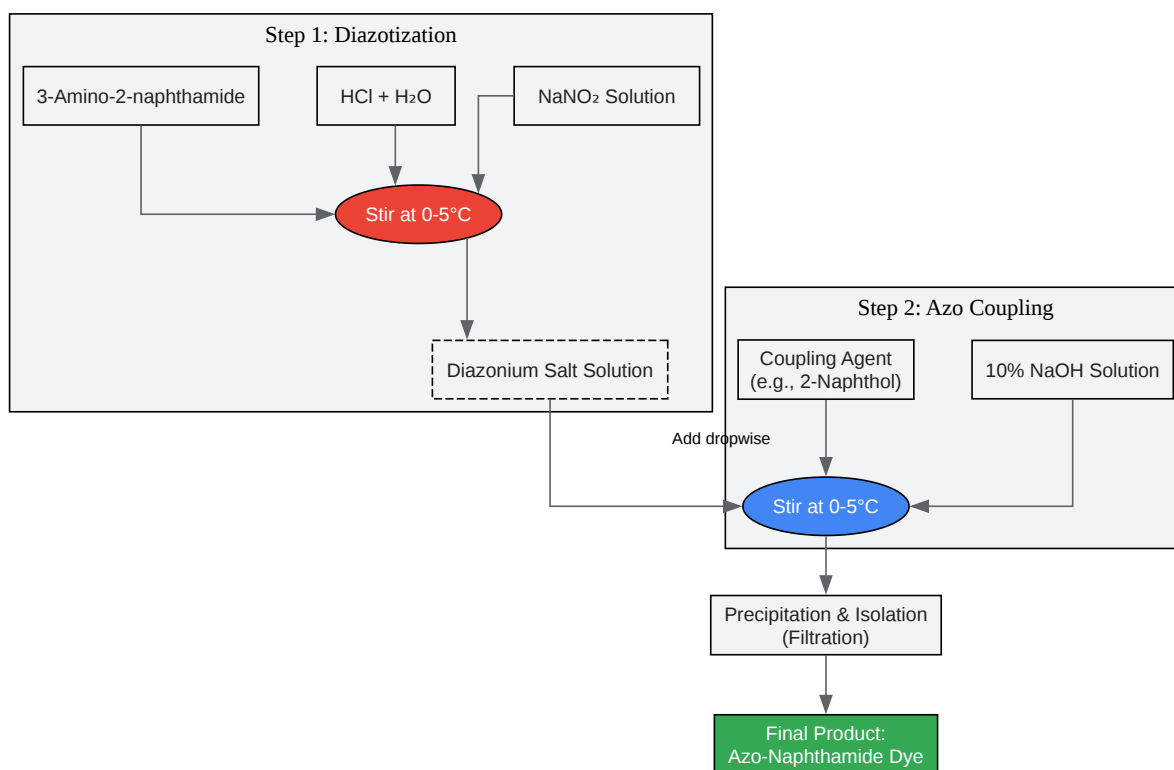 Step 1: Diazotization
3-Amino-2-naphthamide
HCl + H₂O
NaNO₂ Solution
Stir at 0-5°C
Diazonium Salt Solution
Step 2: Azo Coupling
Coupling Agent
(e.g., 2-Naphthol)
10% NaOH Solution
Add dropwise
Stir at 0-5°C
Precipitation & Isolation
(Filtration)
Final Product:
Azo-Naphthamide Dye